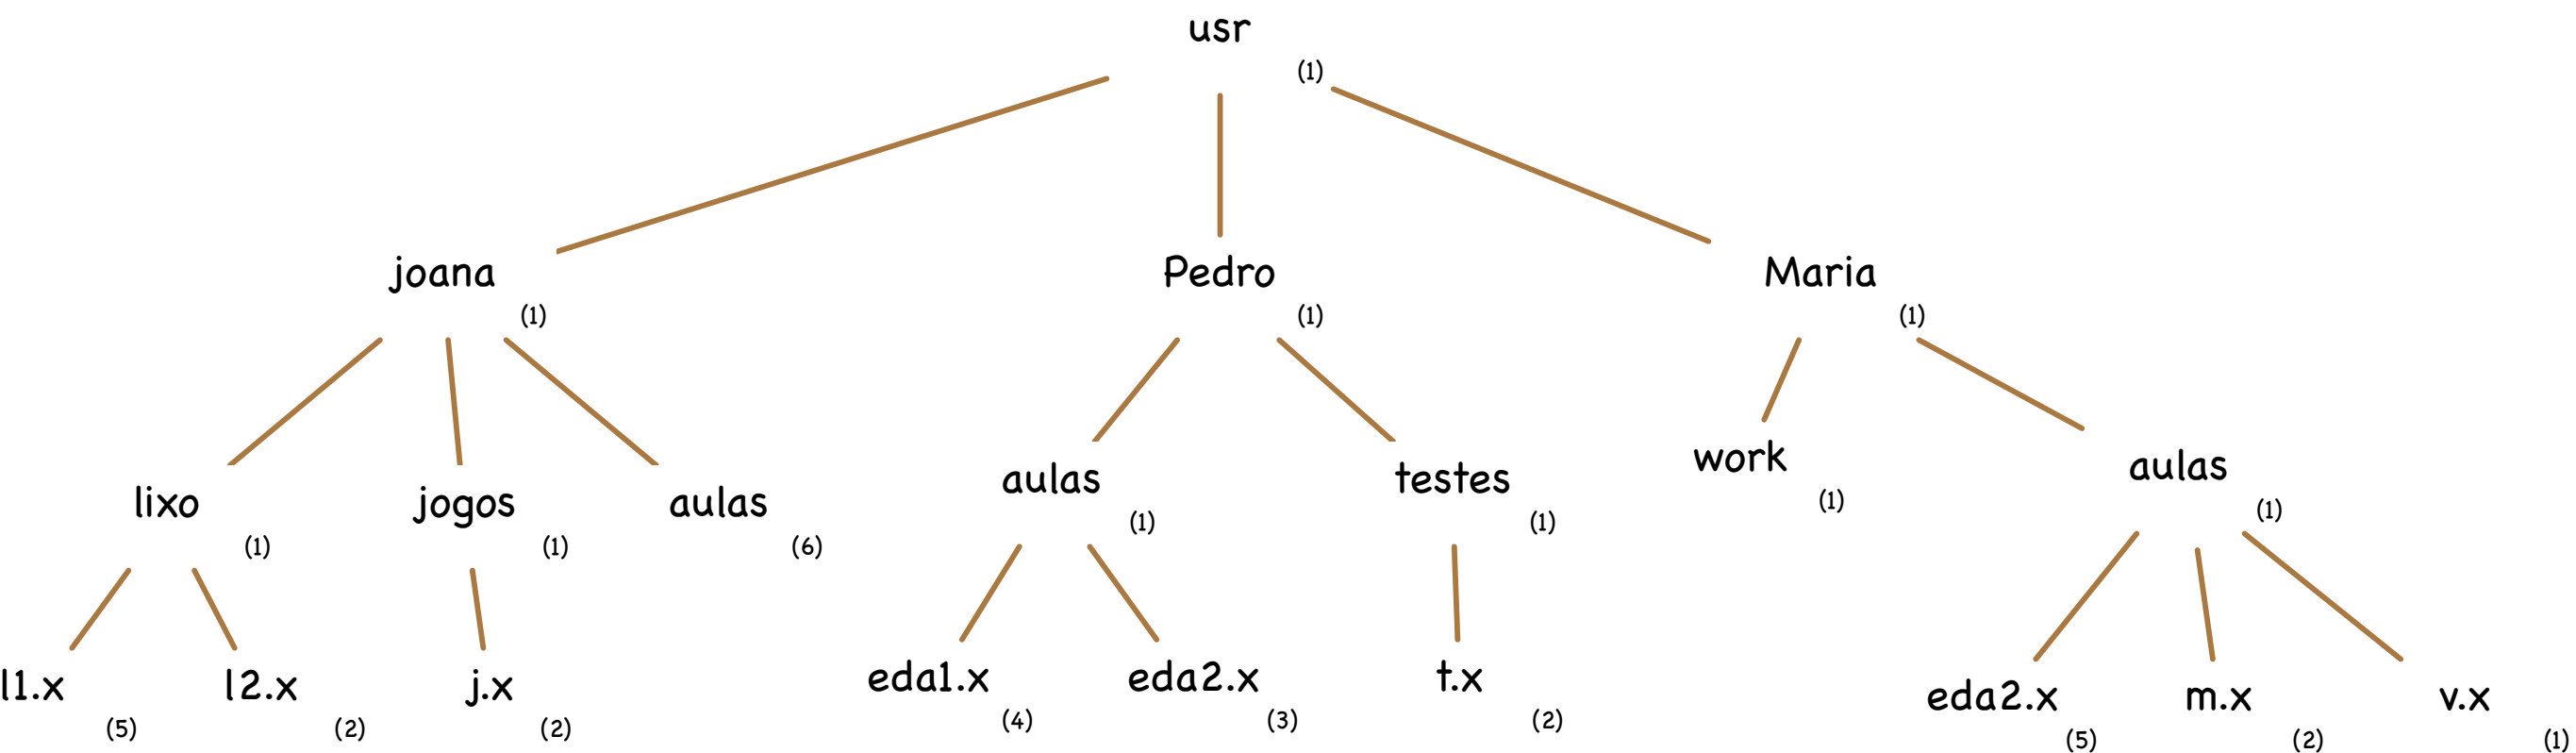 usr
(1)
joana
(1)
Pedro
(1)
Maria
(1)
lixo
(1)
jogos
(1)
aulas
(6)
aulas
(1)
testes
(1)
work
(1)
aulas
(1)
l1.x
(5)
l2.x
(2)
j.x
(2)
eda1.x
(4)
eda2.x
(3)
t.x
(2)
eda2.x
(5)
m.x
(2)
v.x
(1)